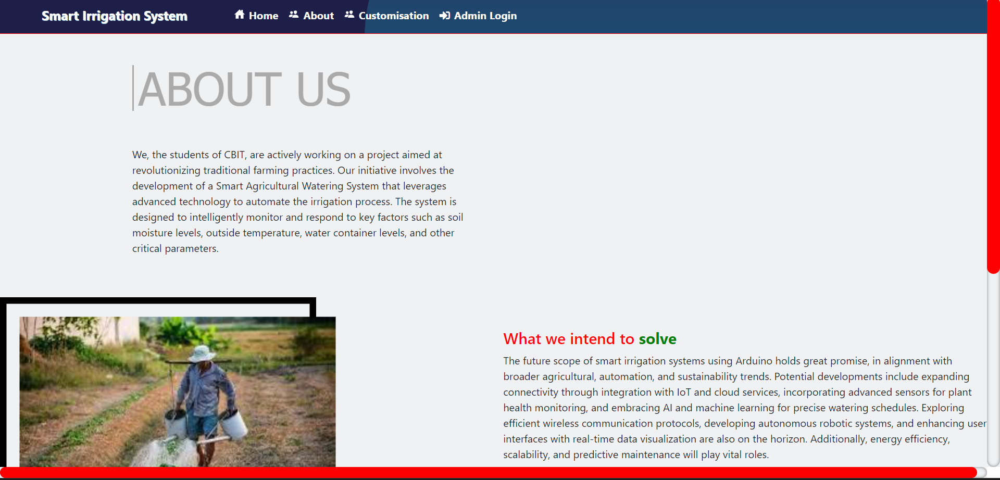 Smart Irrigation System Home About Customisation Admin Login
ABOUT US
We, the students of CBIT, are actively working on a project aimed at
revolutionizing traditional farming practices. Our initiative involves the
development of a Smart Agricultural Watering System that leverages
advanced technology to automate the irrigation process. The system is
designed to intelligently monitor and respond to key factors such as soil
moisture levels, outside temperature, water container levels, and other
critical parameters.
What we intend to solve
The future scope of smart irrigation systems using Arduino holds great promise, in alignment with
broader agricultural, automation, and sustainability trends. Potential developments include expanding
connectivity through integration with IoT and cloud services, incorporating advanced sensors for plant
health monitoring, and embracing AI and machine learning for precise watering schedules. Exploring
efficient wireless communication protocols, developing autonomous robotic systems, and enhancing user
interfaces with real-time data visualization are also on the horizon. Additionally, energy efficiency,
scalability, and predictive maintenance will play vital roles.